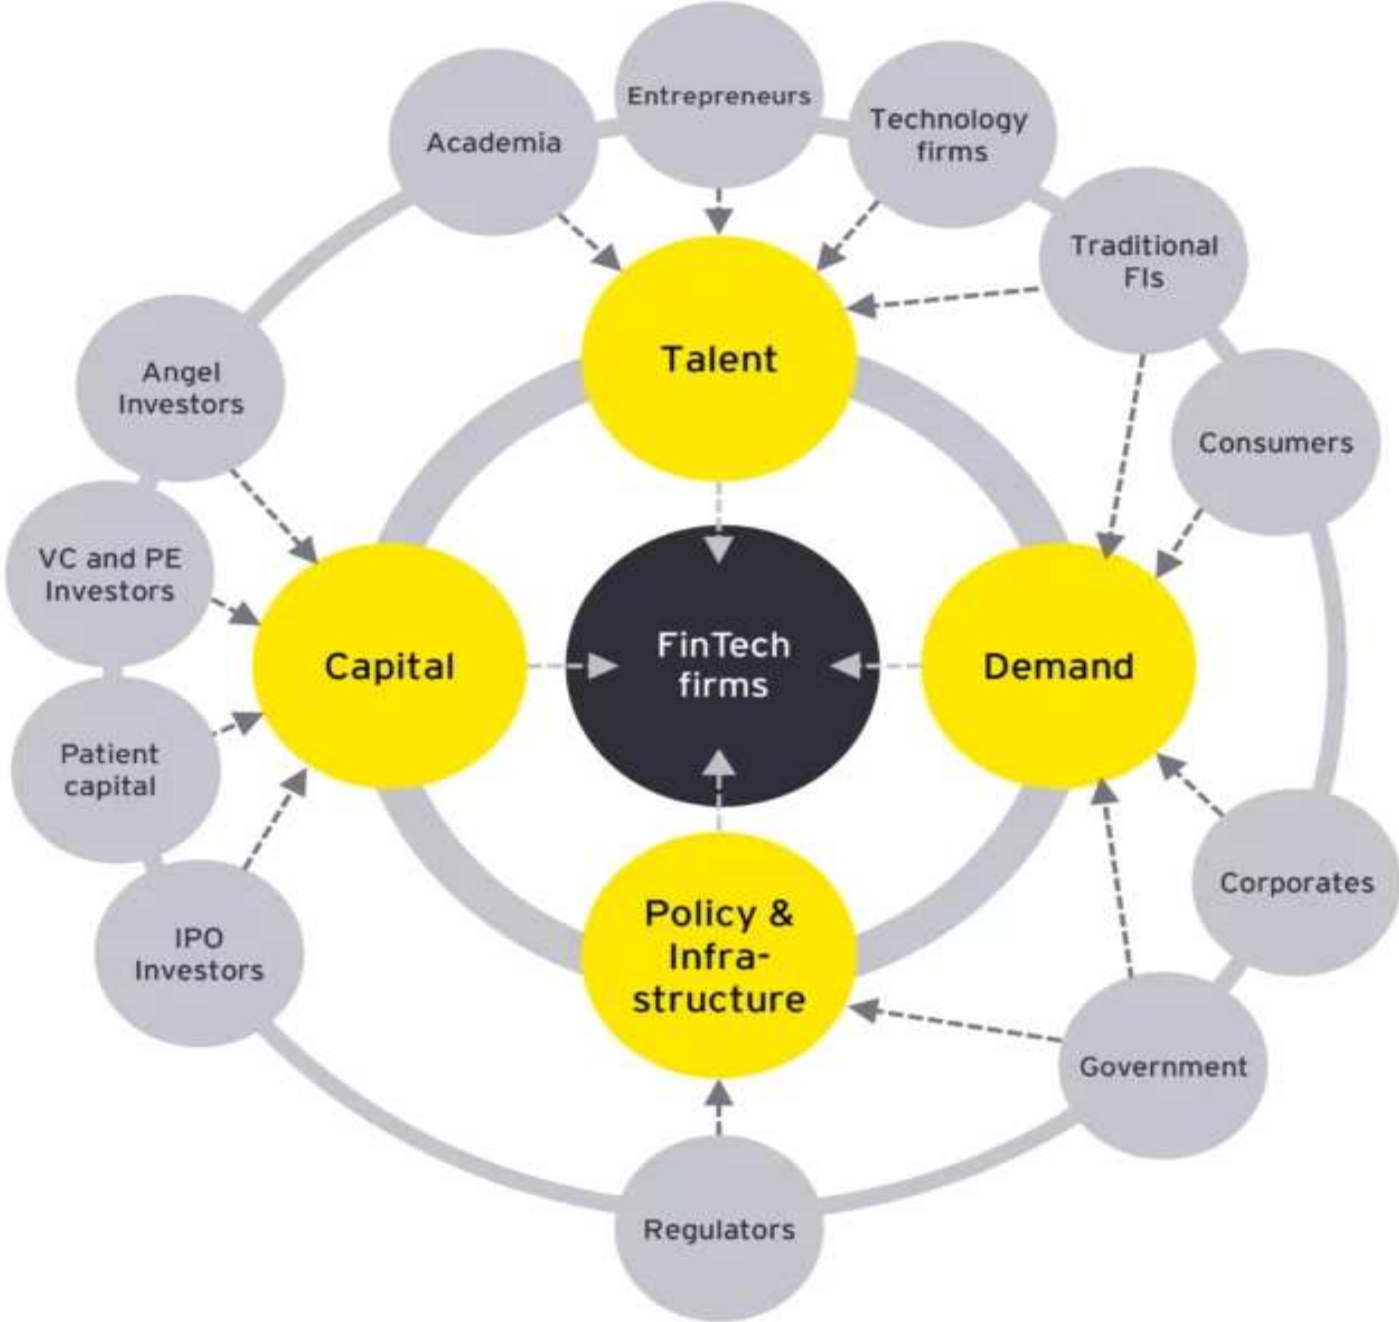 Entrepreneurs
Technology
firms
Academia
Traditional
FIs
Talent
Angel
Investors
Consumers
VC and PE
Investors
FinTech
firms
Capital
Demand
Patient
capital
Corporates
Policy &
Infra-
structure
IPO
Investors
Government
Regulators